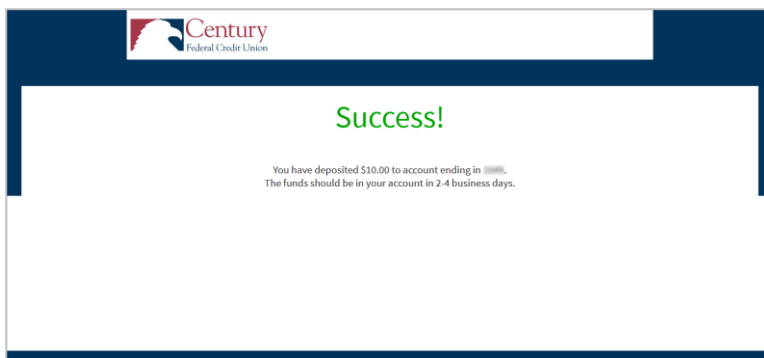 Century
Federal Credit Union
Success!
You have deposited $10.00 to account ending in .
The funds should be in your account in 2-4 business days.